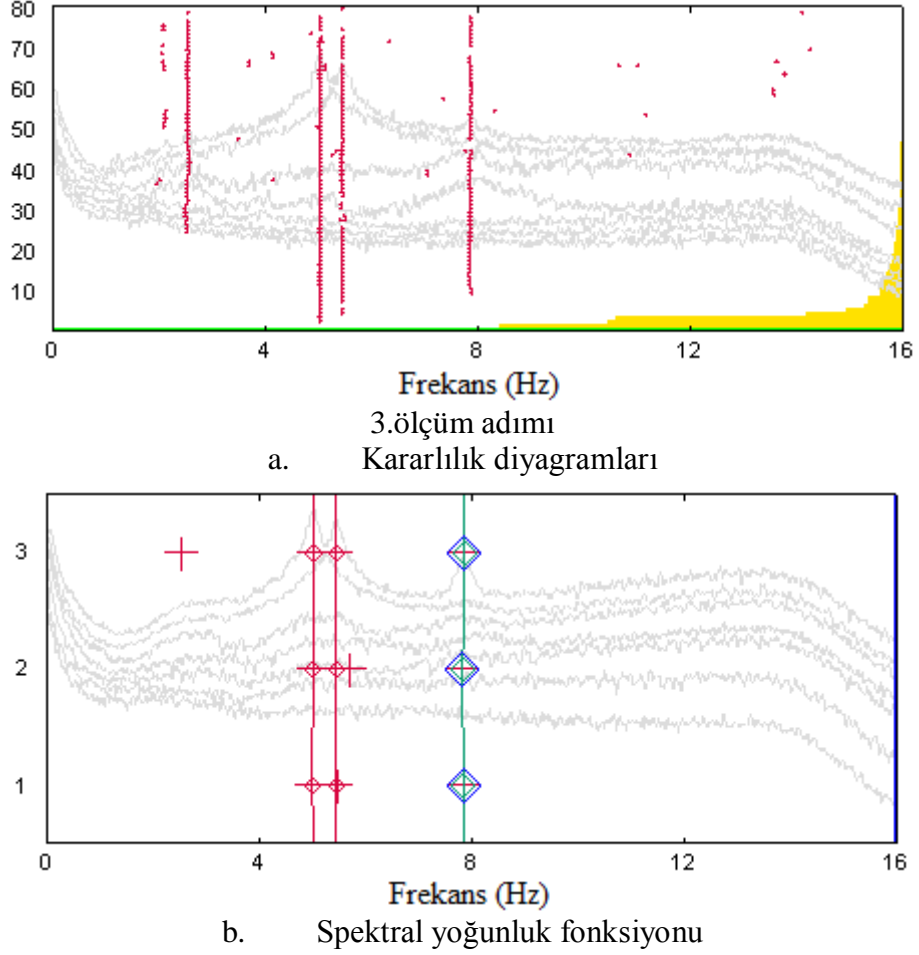 80
70
60
50
40
30
20
10
0 4 8 12 16
Frekans (Hz)
3.ölçüm adımı
a. Kararlılık diyagramları
3
2
1
0 4 8 12 16
Frekans (Hz)
b. Spektral yoğunluk fonksiyonu